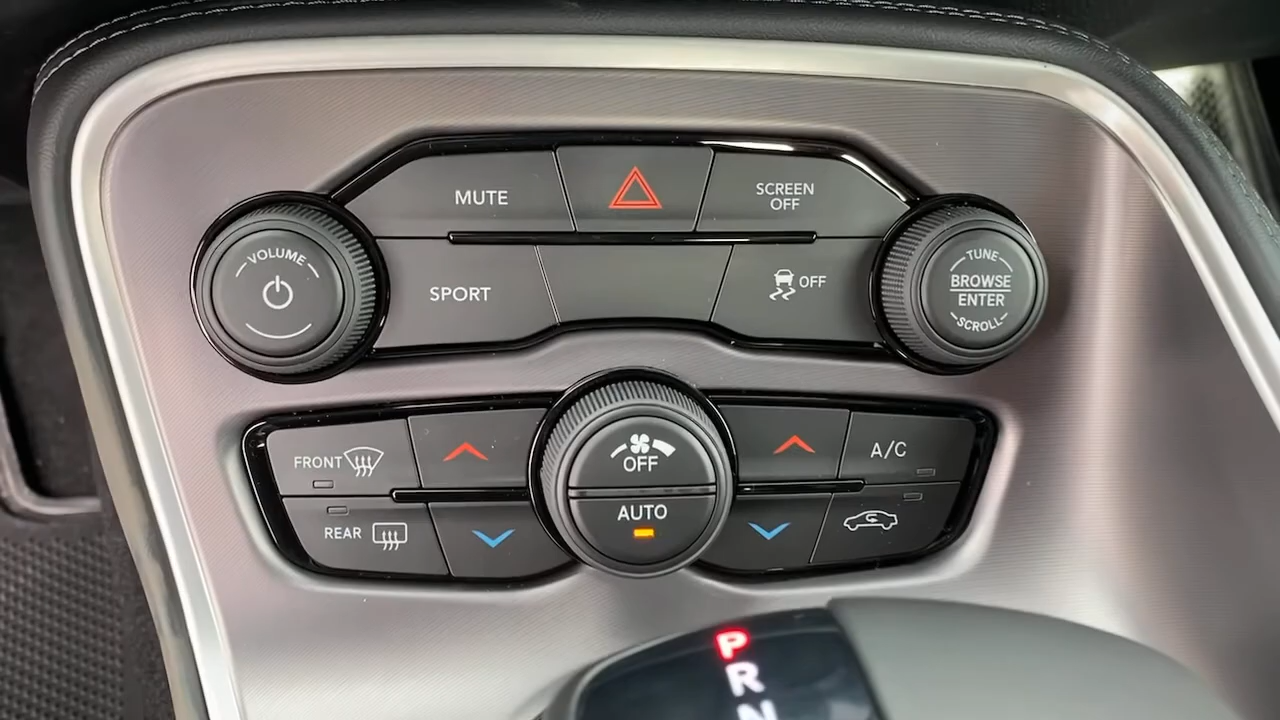 MUTE
SCREEN
OFF
VOLUME
SPORT
OFF
TUNE
BROWSE
ENTER
SCROLL
FRONT
OFF
A/C
REAR
AUTO
P
R
N